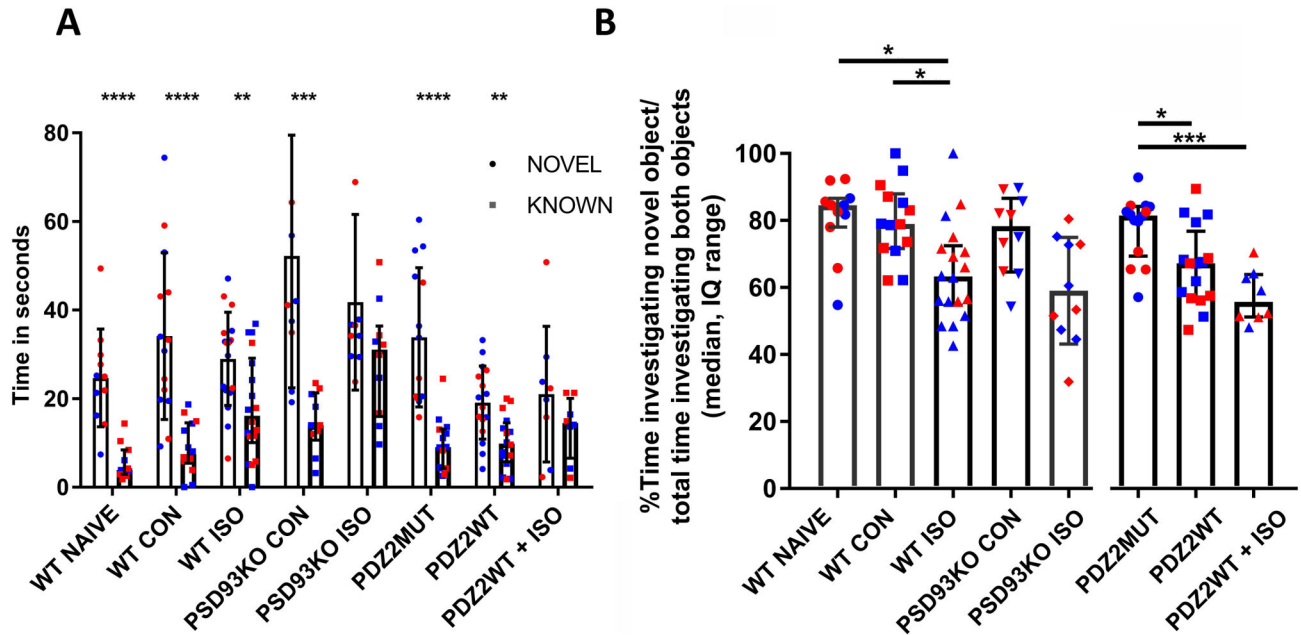 A
**** **** ** *** **** **
Time in seconds
80
60
40
20
0
NOVEL
KNOWN
WT NAIVE
WT CON
WT ISO
PSD93KO CON
PSD93KO ISO
PDZ2MUT
PDZ2WT
PDZ2WT + ISO
B
%Time investigating novel object/
total time investigating both objects
(median, IQ range)
*
*
*
***
100
80
60
40
20
0
WT NAIVE
WT CON
WT ISO
PSD93KO CON
PSD93KO ISO
PDZ2MUT
PDZ2WT
PDZ2WT + ISO